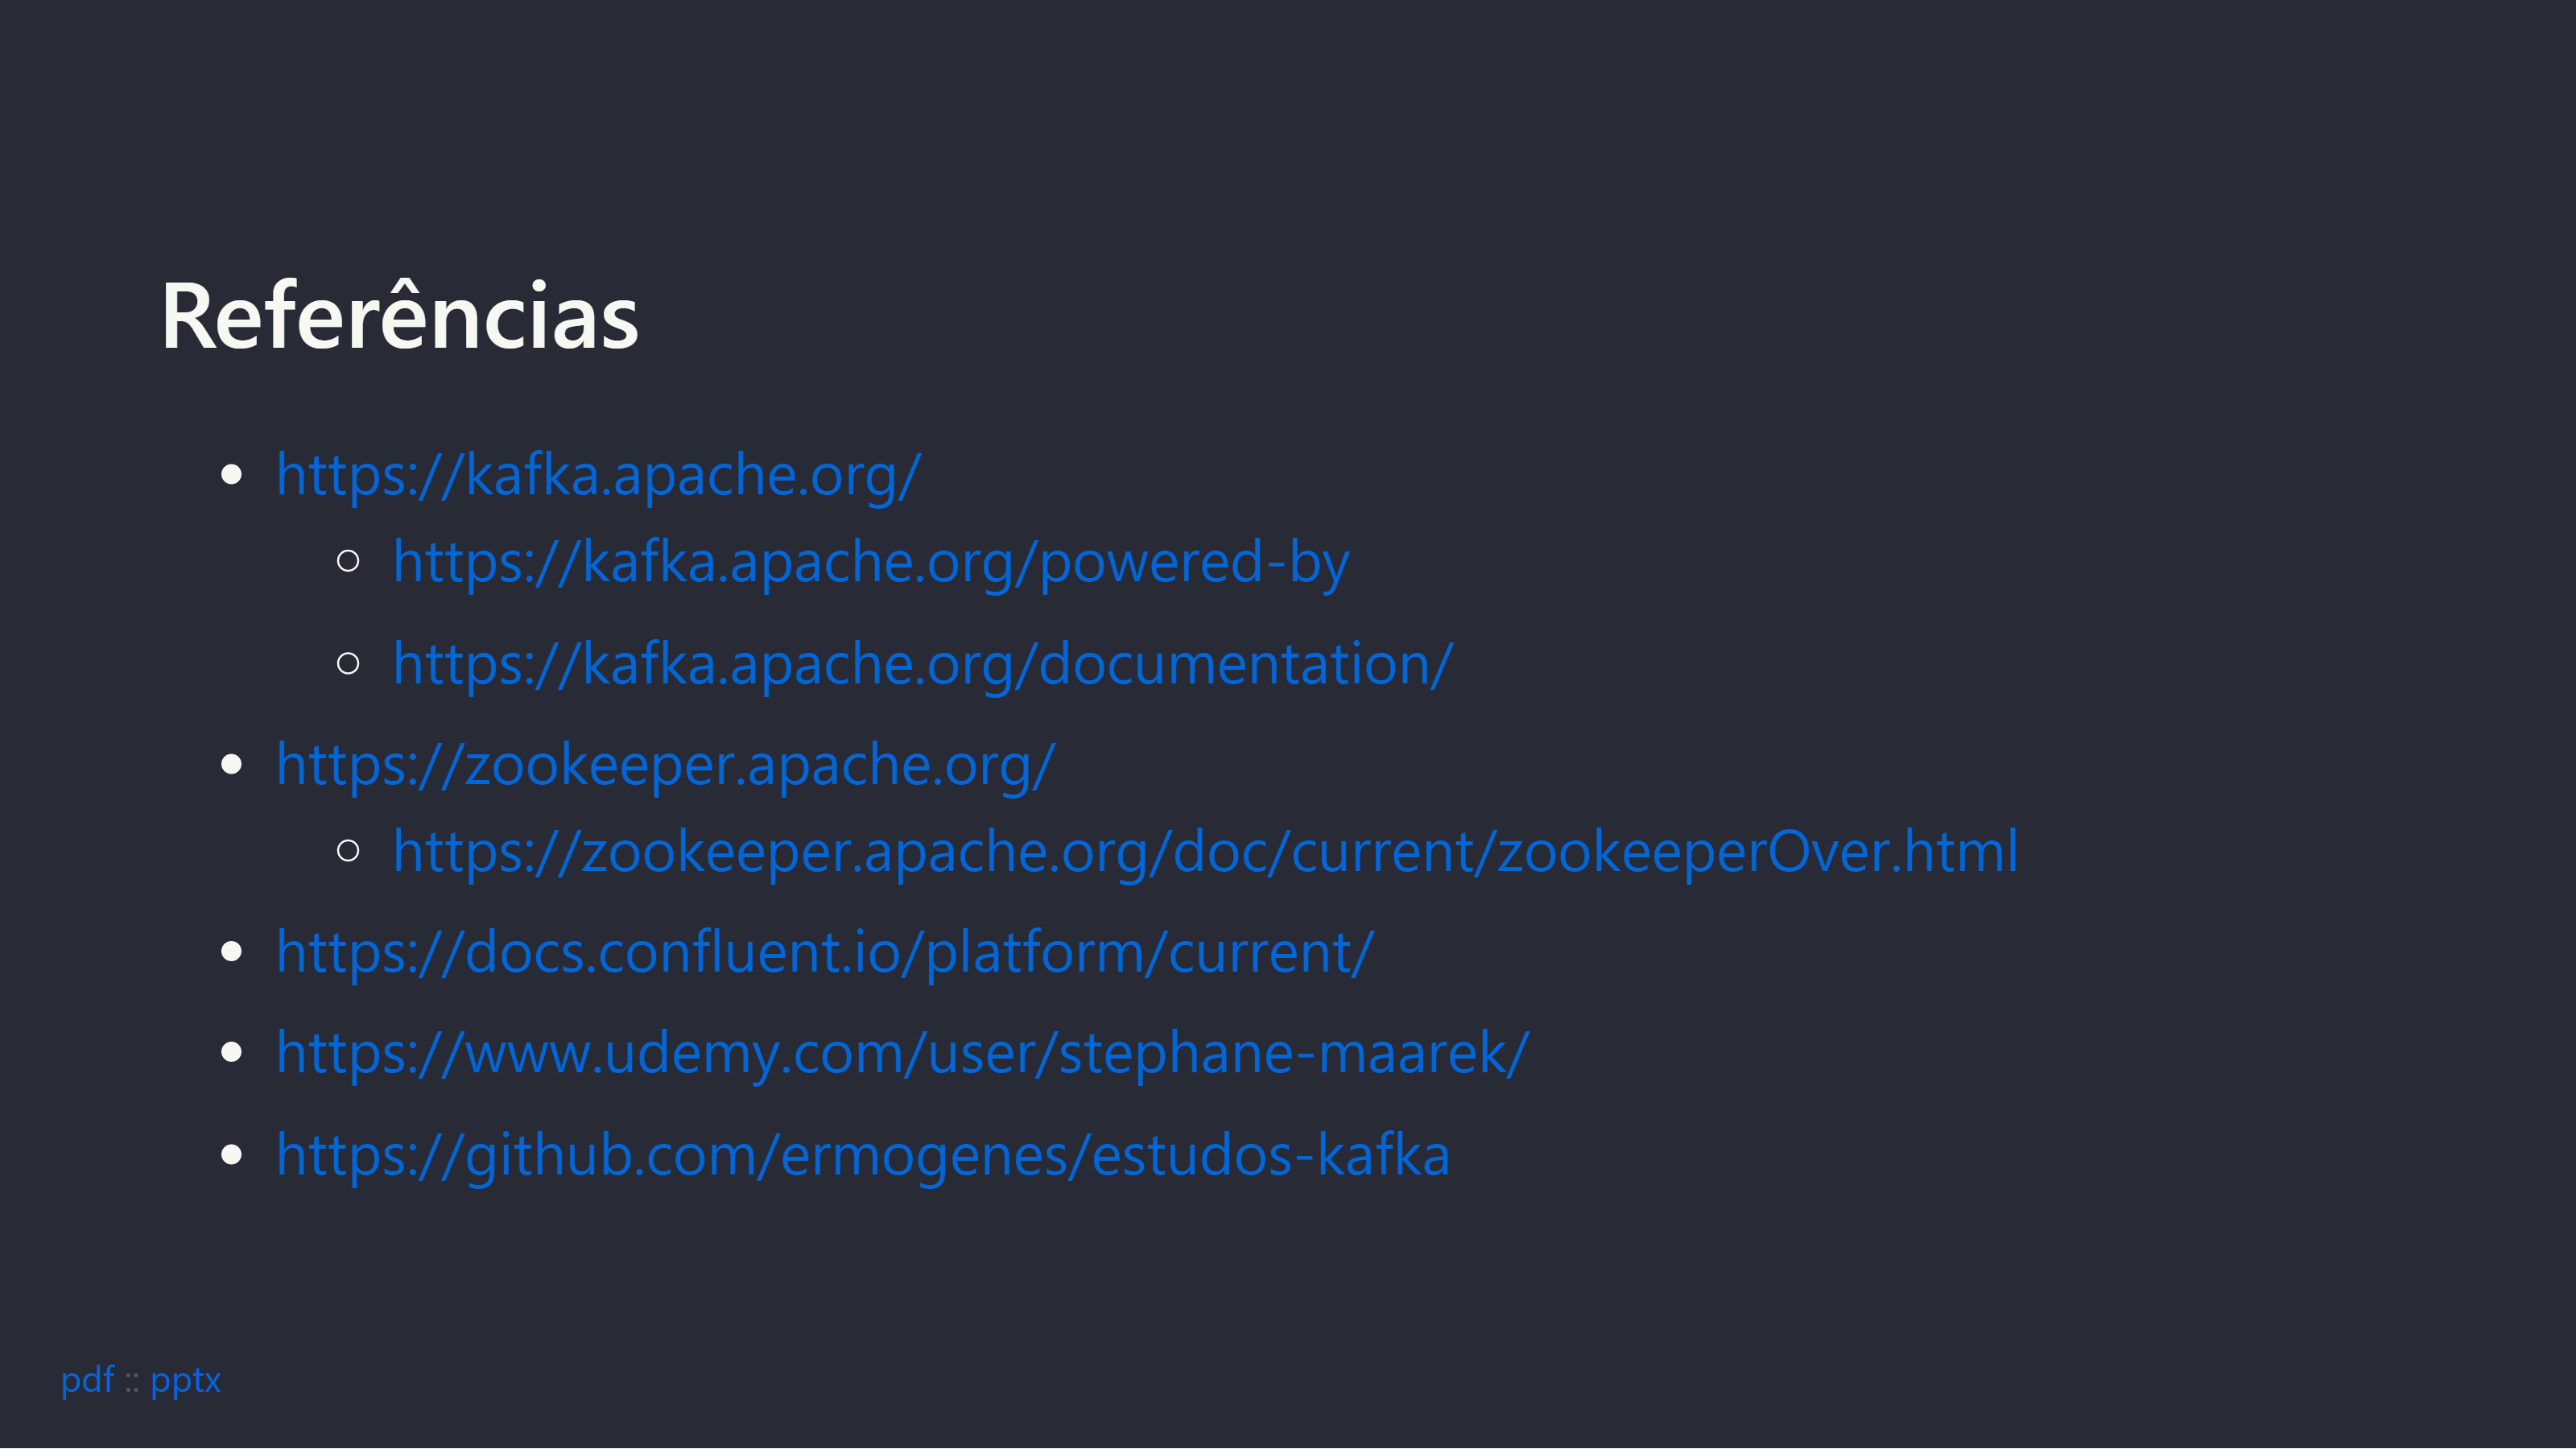 Referências
https://kafka.apache.org/
https://kafka.apache.org/powered-by
https://kafka.apache.org/documentation/
https://zookeeper.apache.org/
https://zookeeper.apache.org/doc/current/zookeeperOver.html
https://docs.confluent.io/platform/current/
https://www.udemy.com/user/stephane-maarek/
https://github.com/ermogenes/estudos-kafka
pdf :: pptx